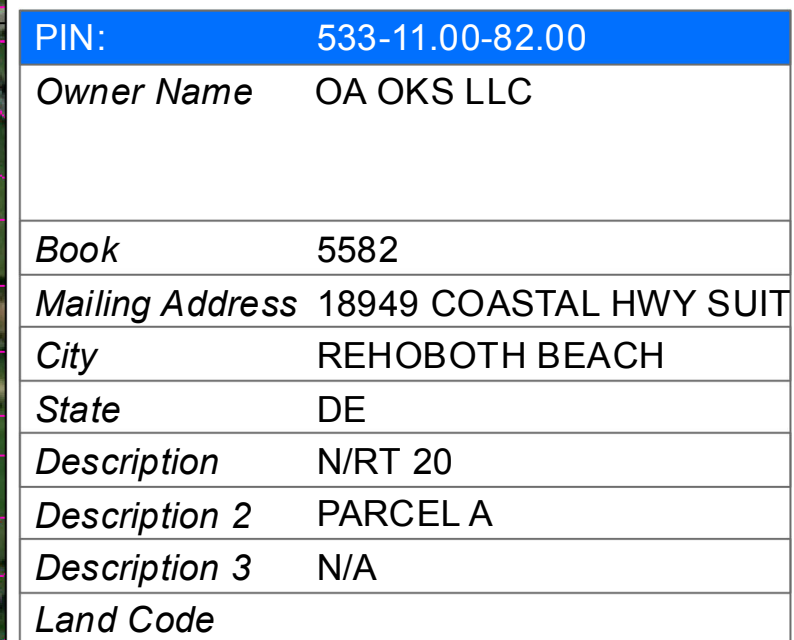 PIN: 533-11.00-82.00
Owner Name OA OKS LLC
Book 5582
Mailing Address 18949 COASTAL HWY SUIT
City REHOBOTH BEACH
State DE
Description N/RT 20
Description 2 PARCEL A
Description 3 N/A
Land Code